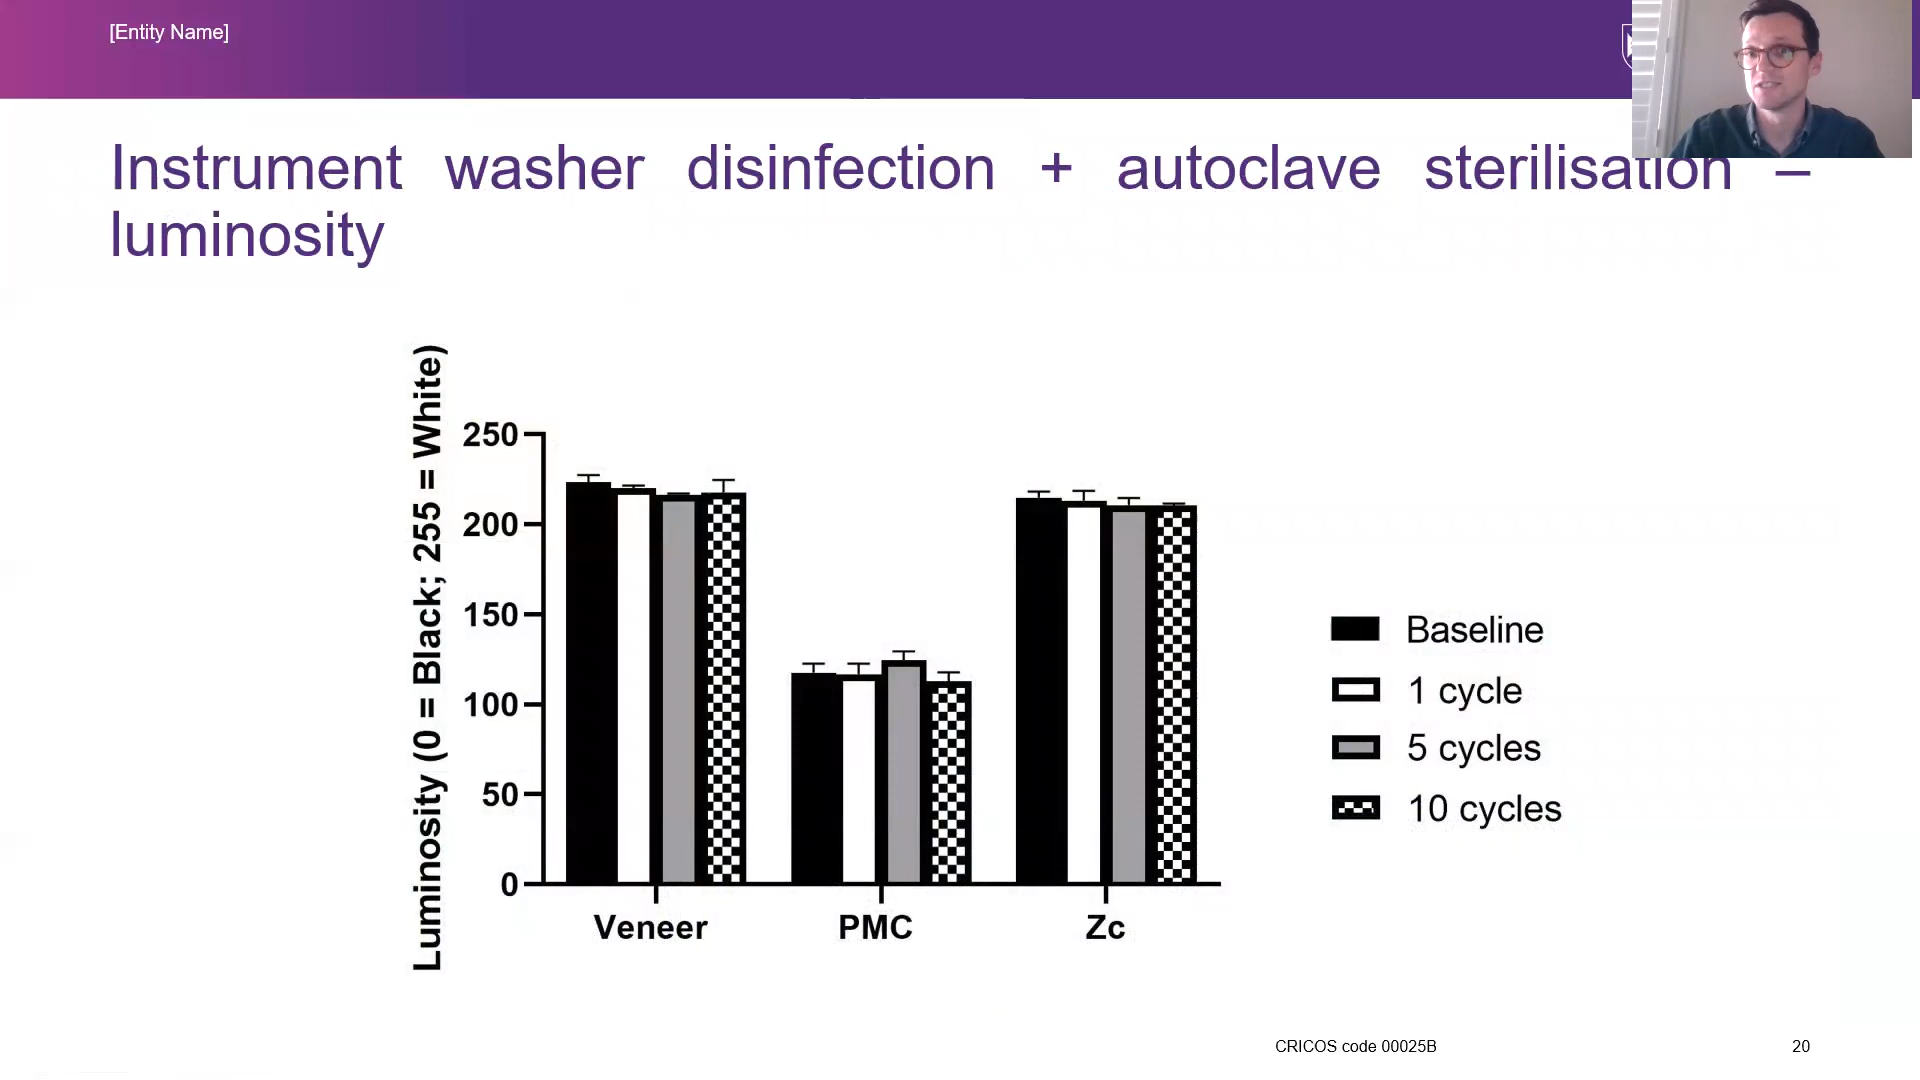 [Entity Name]
Instrument washer disinfection + autoclave sterilisation –
luminosity
Luminosity (0 = Black; 255 = White)
250
200
150
100
50
0
Veneer PMC Zc
Baseline
1 cycle
5 cycles
10 cycles
CRICOS code 00025B 20